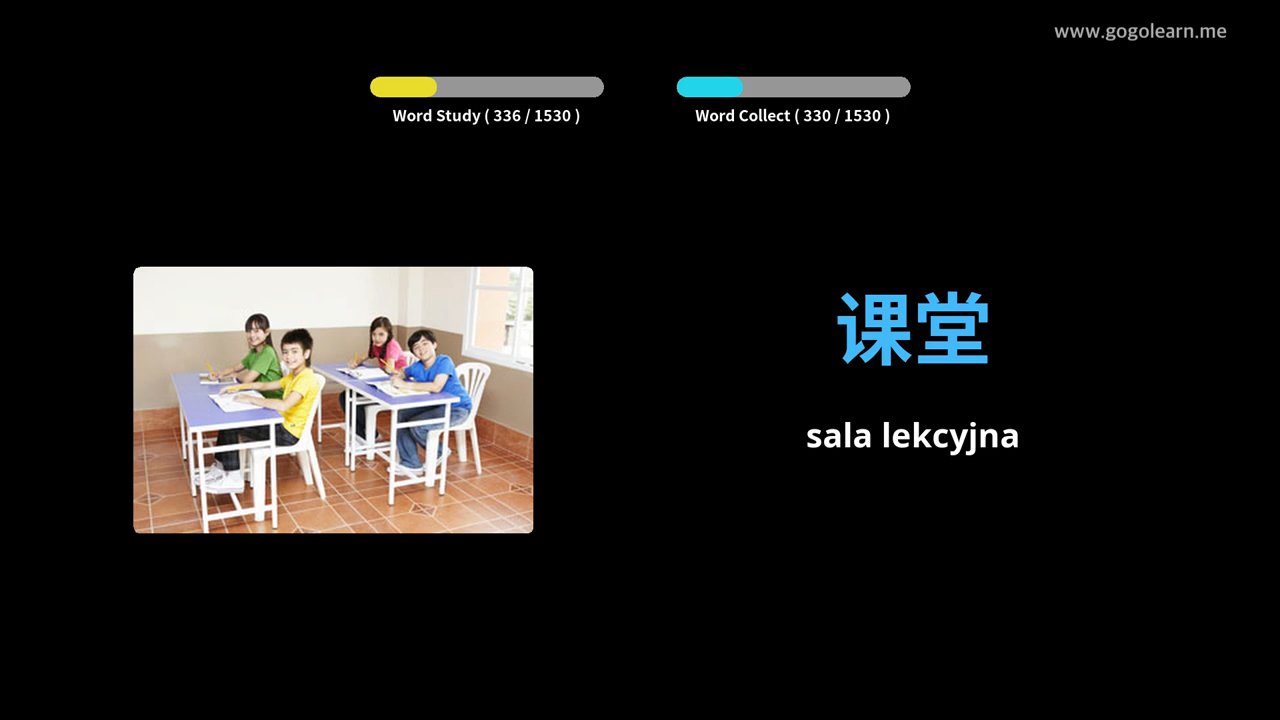 www.gogolearn.me
Word Study ( 336 / 1530 )
Word Collect ( 330 / 1530 )
课堂
sala lekcyjna